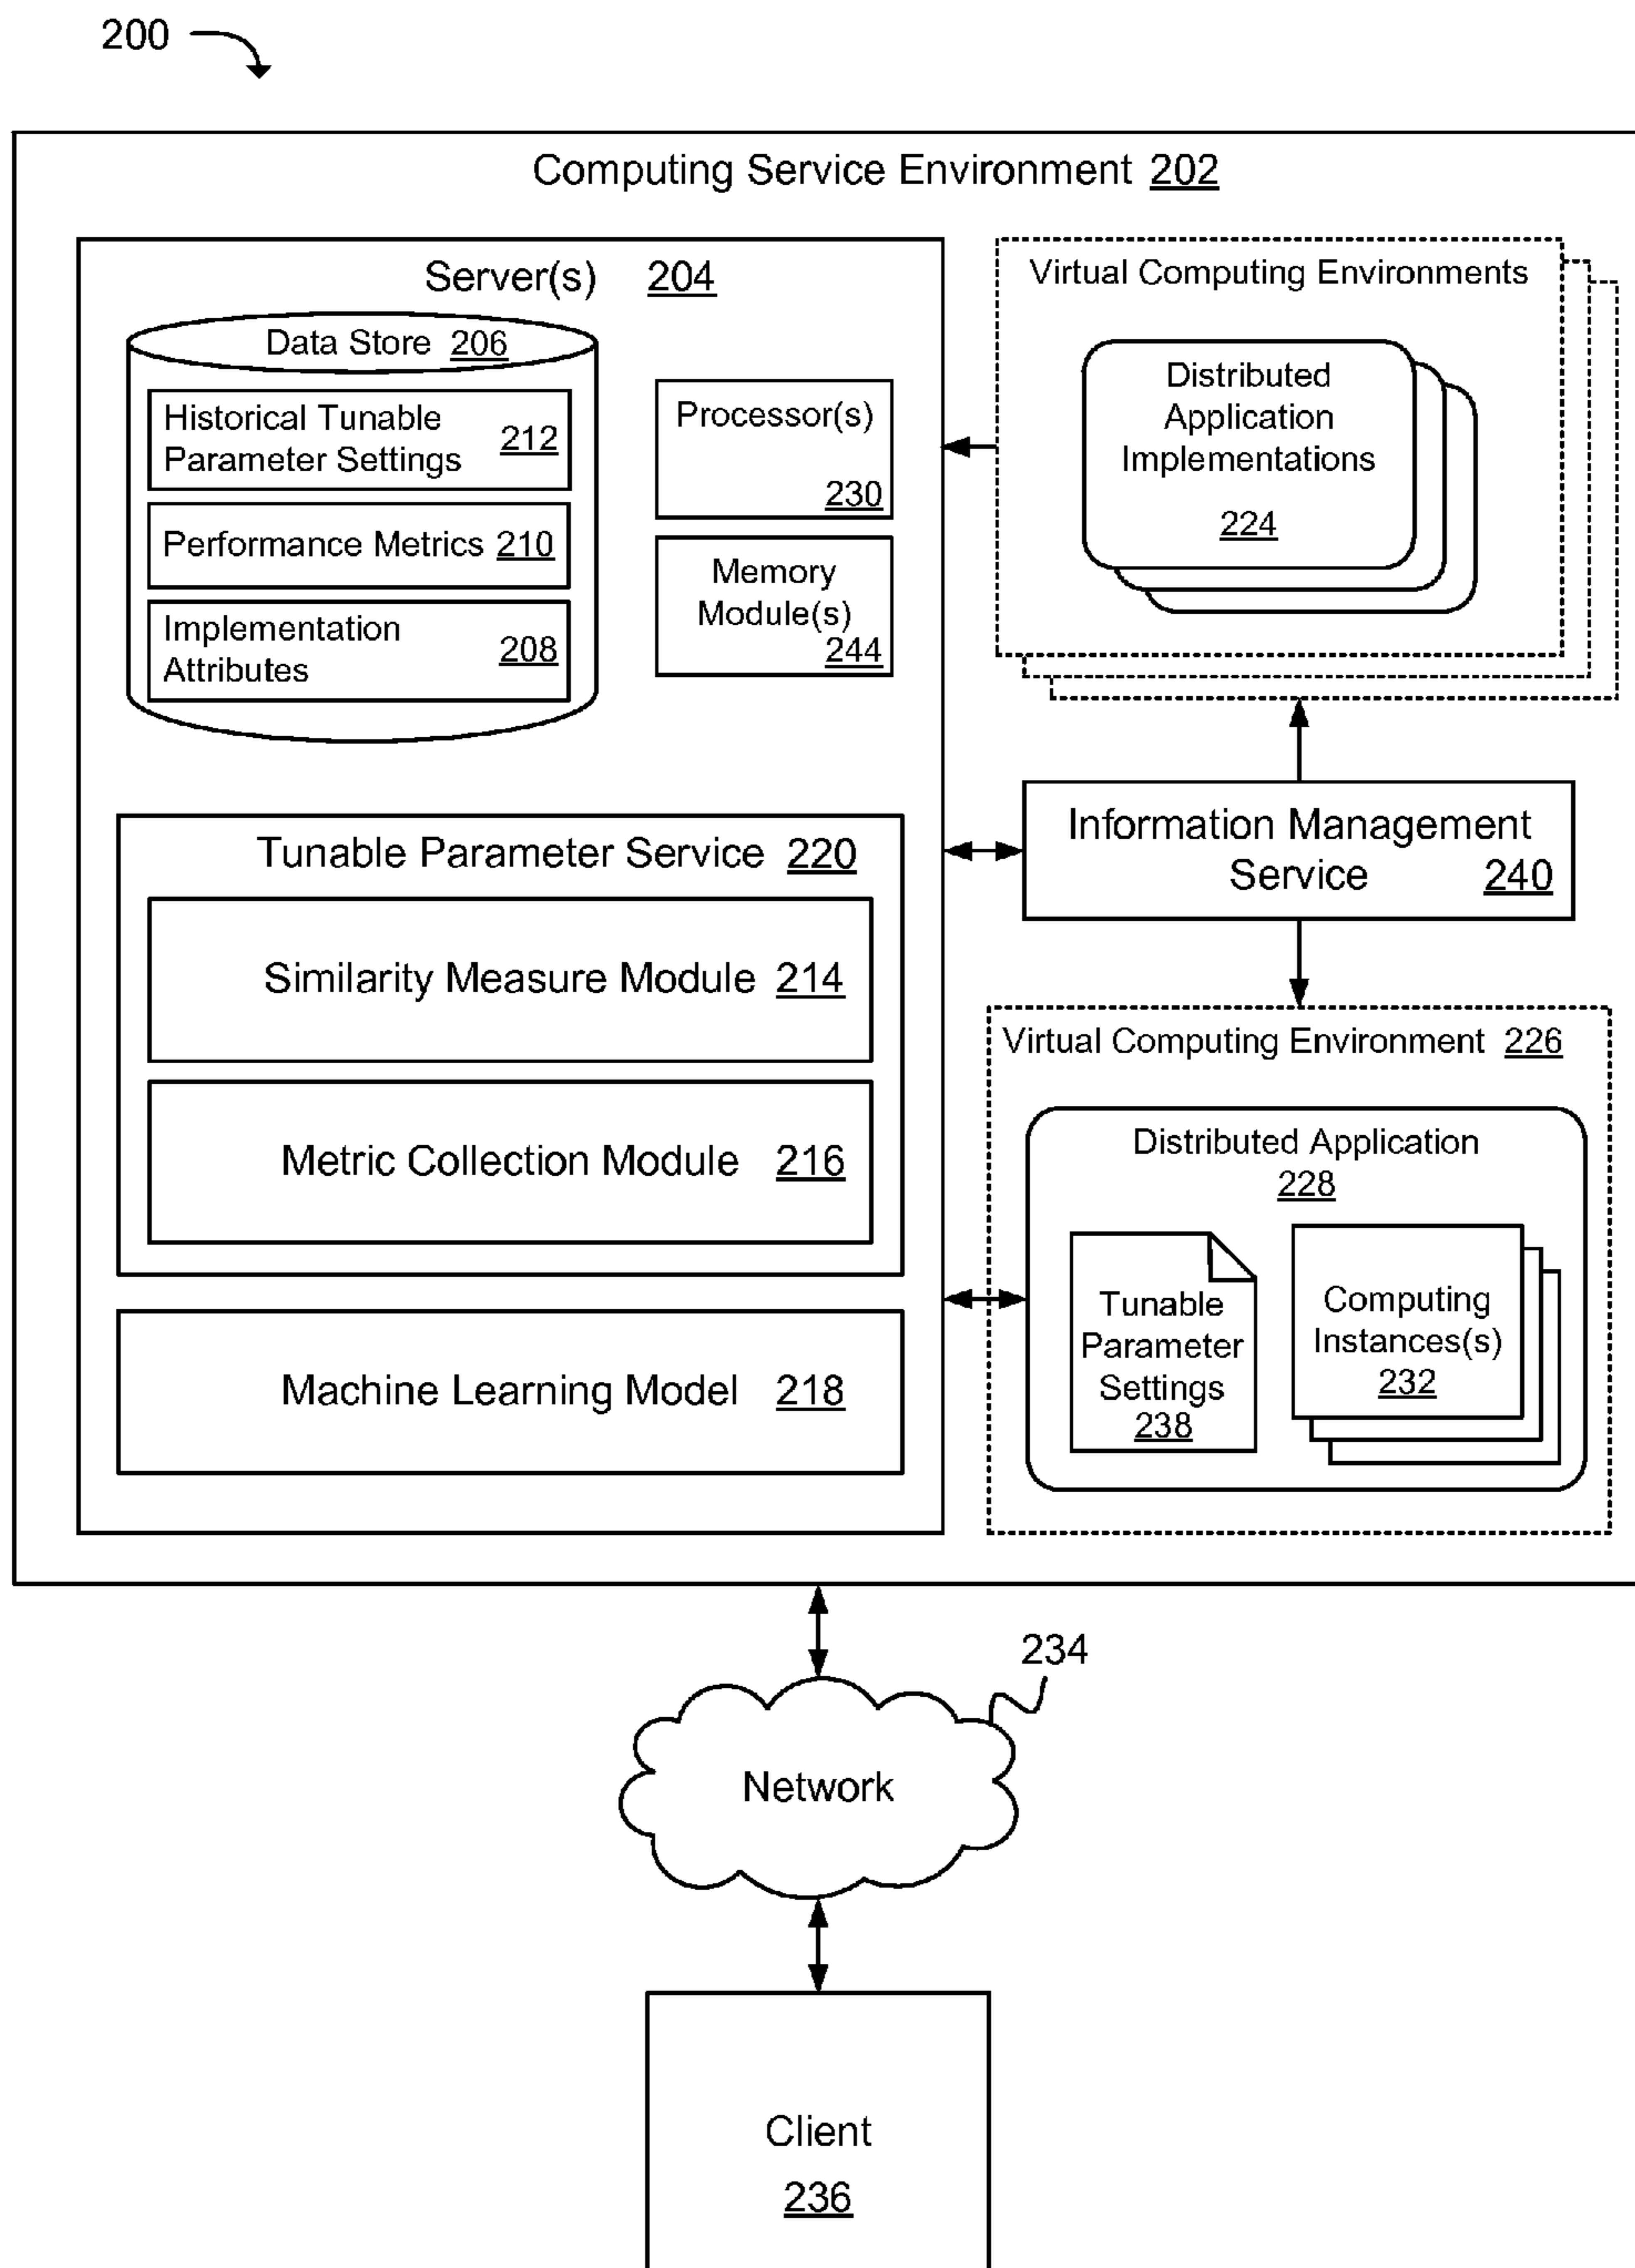 200
Computing Service Environment 202
Server(s) 204
Data Store 206
Historical Tunable
Parameter Settings
212
Performance Metrics 210
Implementation
Attributes
208
Processor(s)
230
Memory
Module(s)
244
Tunable Parameter Service 220
Similarity Measure Module 214
Metric Collection Module 216
Machine Learning Model 218
Virtual Computing Environments
Distributed
Application
Implementations
224
Information Management
Service 240
Virtual Computing Environment 226
Distributed Application
228
Tunable
Parameter
Settings
238
Computing
Instances(s)
232
234
Network
Client
236